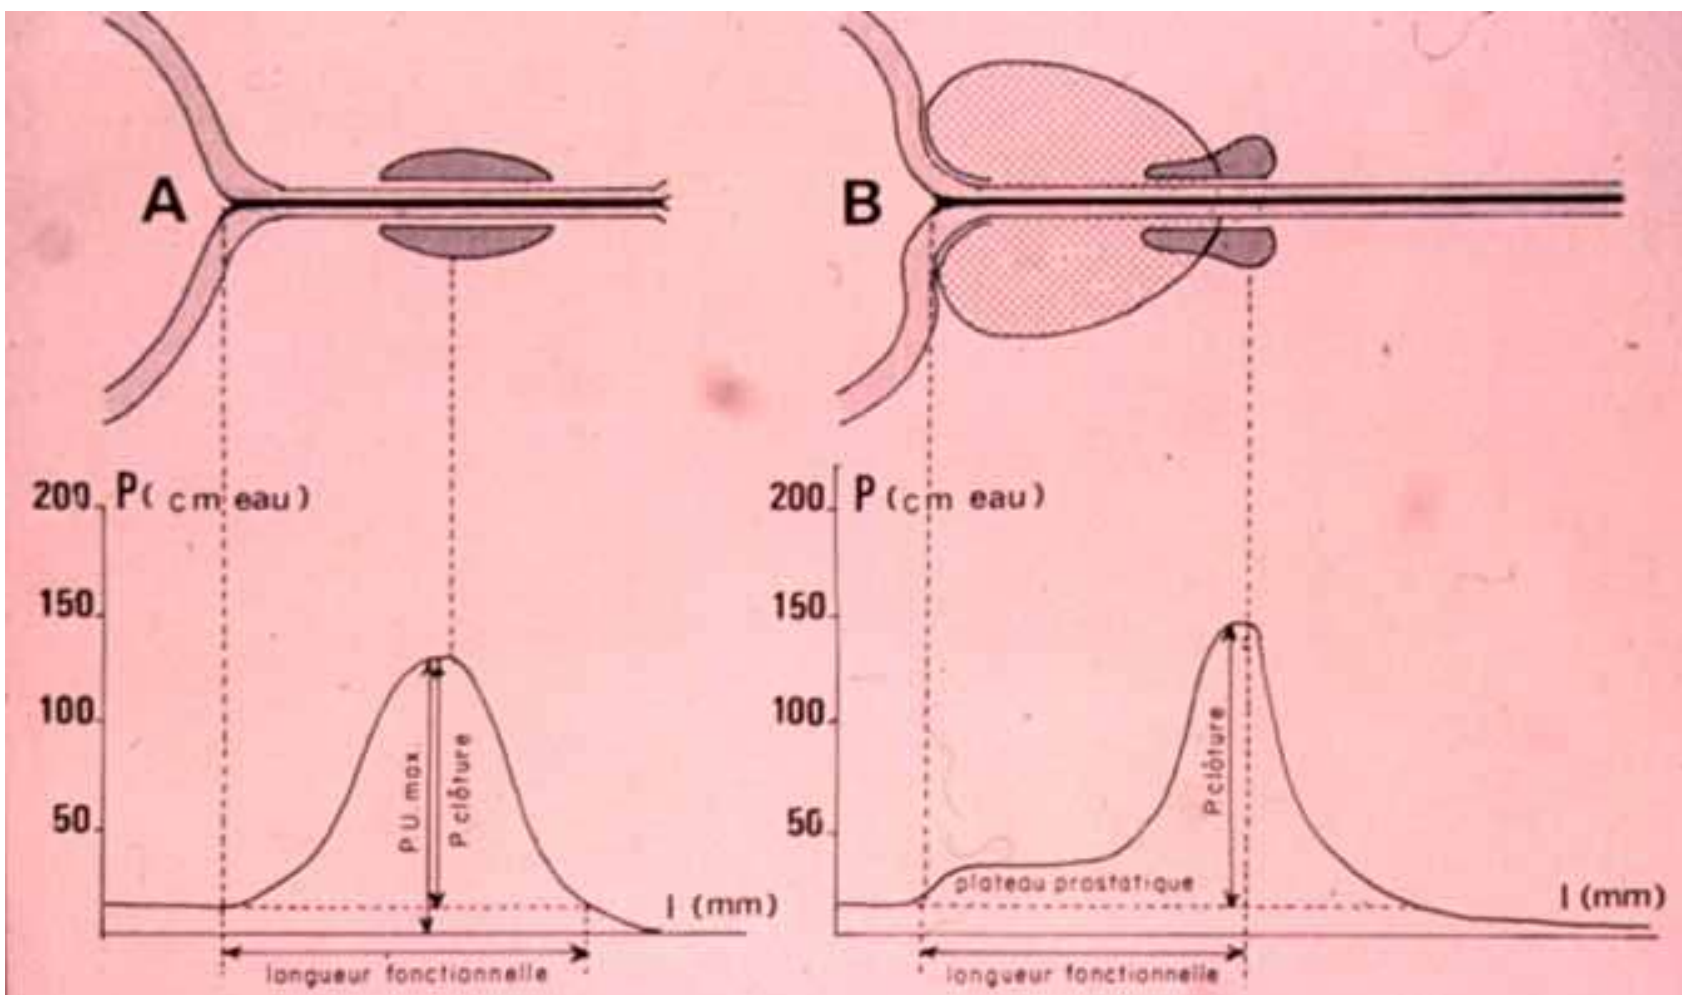 A
B
200 P( cm eau)
150
100
50
P.U. max.
P clôture
l (mm)
longueur fonctionnelle
200 P (cm eau)
150
100
50
P clôture
plateau prostatique
l (mm)
longueur fonctionnelle